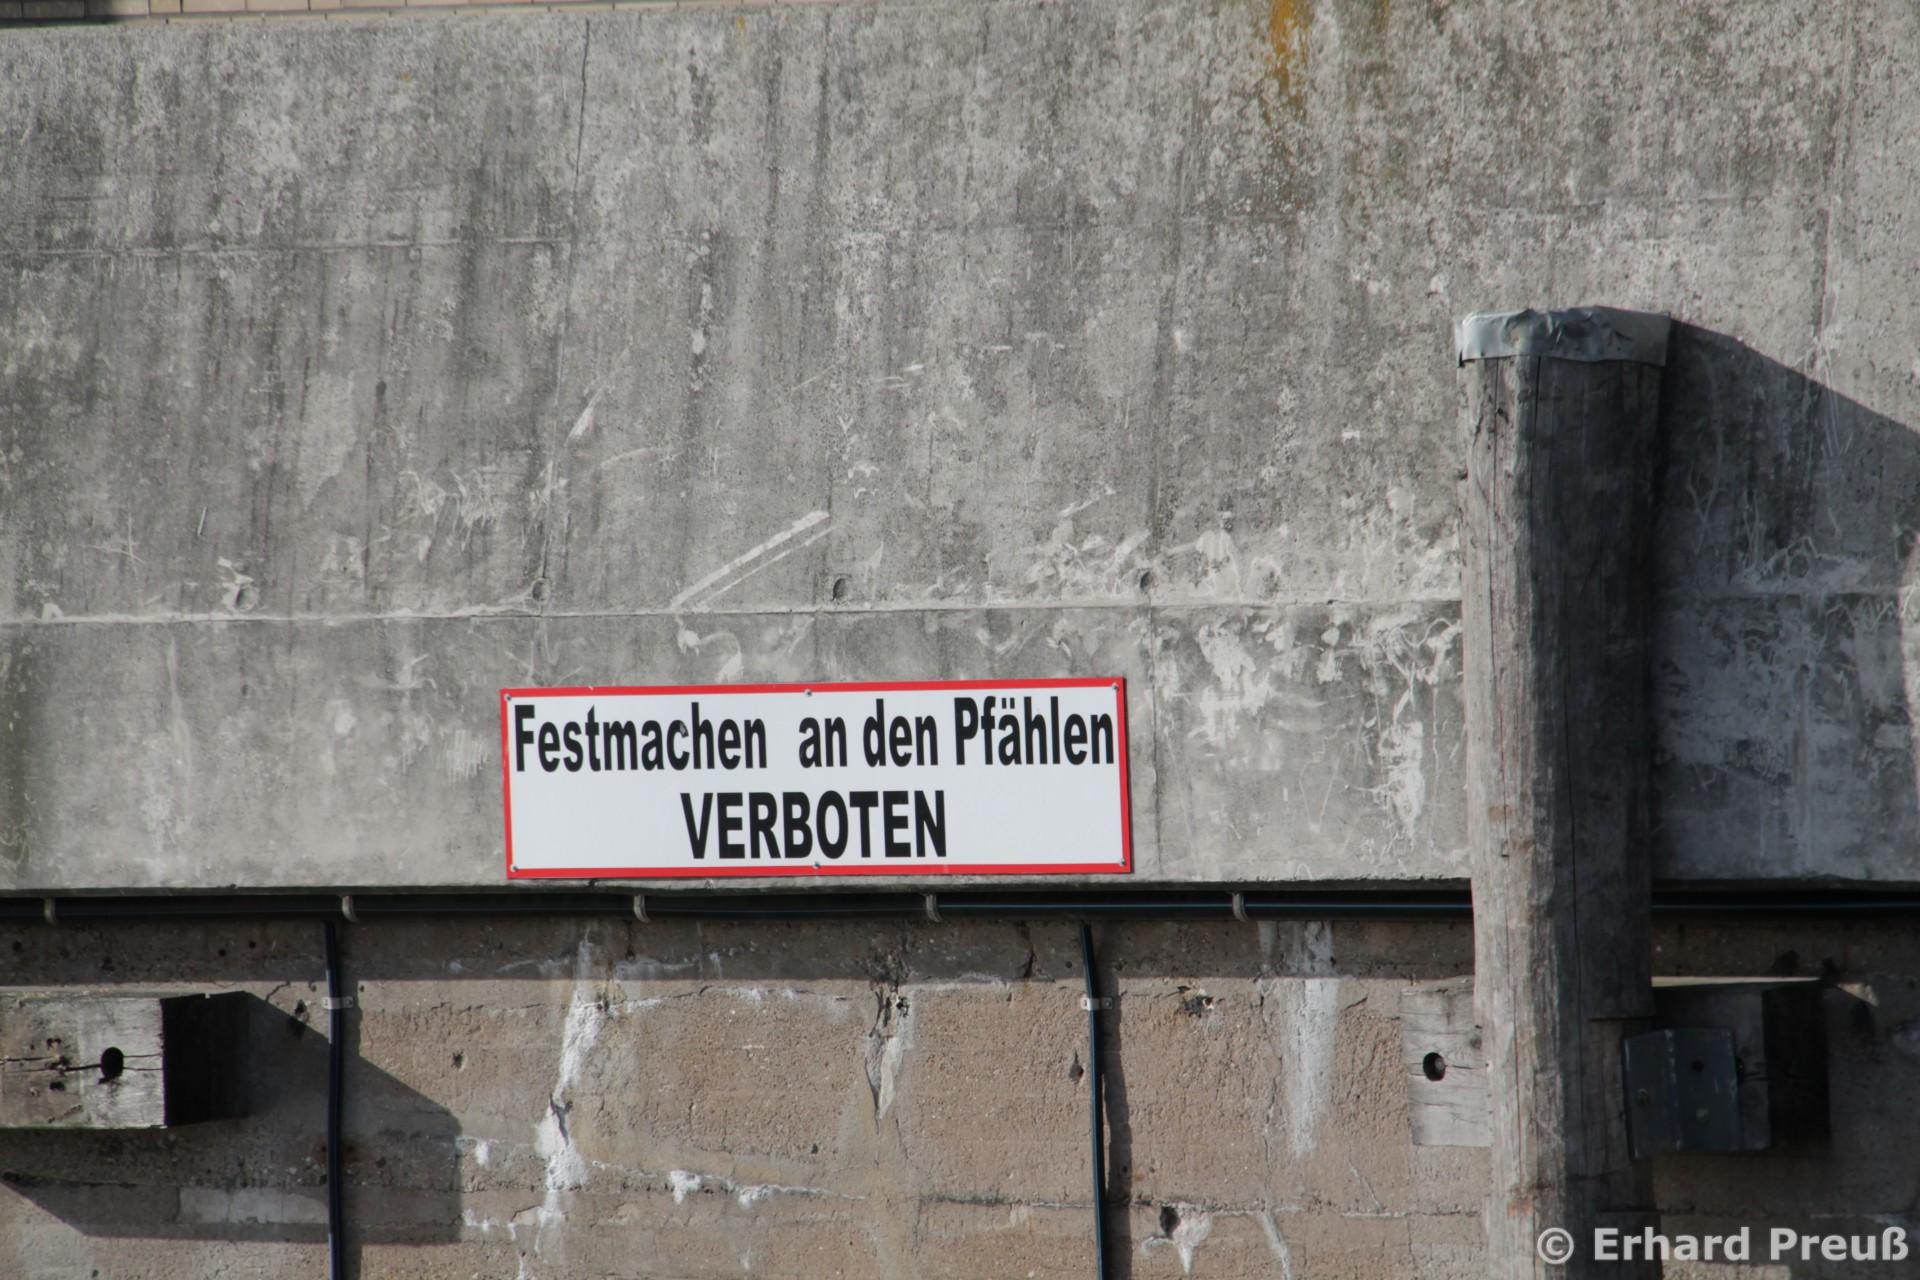 Festmachen an den Pfählen
VERBOTEN
© Erhard Preuß